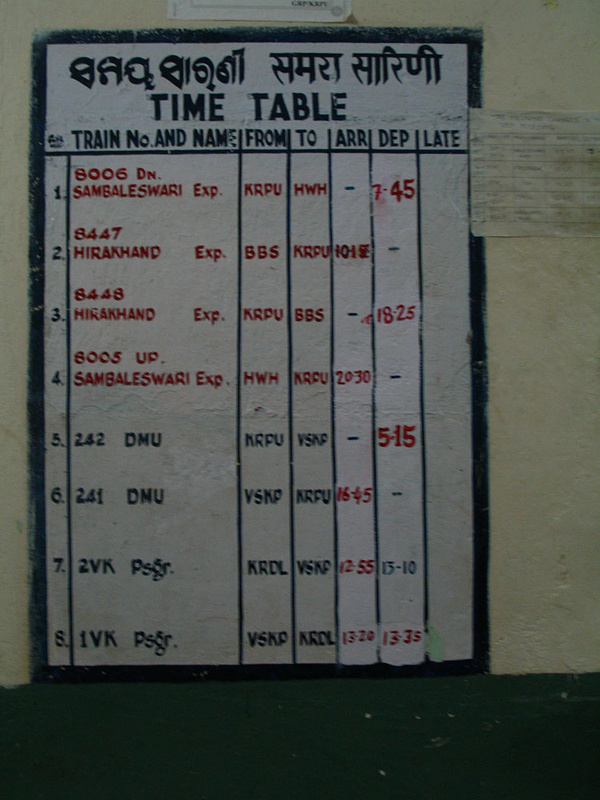 GRP/KRPU
ସମୟ ସାରଣୀ समय सारिणी
TIME TABLE
TRAIN No. AND NAME FROM TO ARR DEP LATE
8006 DN.
1. SAMBALESWARI Exp. KRPU HWH - 7-45
8447
2. HIRAKHAND Exp. BBS KRPU -
8448
3. HIRAKHAND Exp. KRPU BBS - 18-25
8005 UP.
4. SAMBALESWARI Exp. HWH KRPU 20-30 -
5. 242 DMU KRPU VSKP - 5-15
6. 241 DMU VSKP KRPU 16-45 -
7. 2VK Psgr. KRDL VSKP 12-55 13-10
8. 1VK Psgr. VSKP KRDL 13-20 13-35